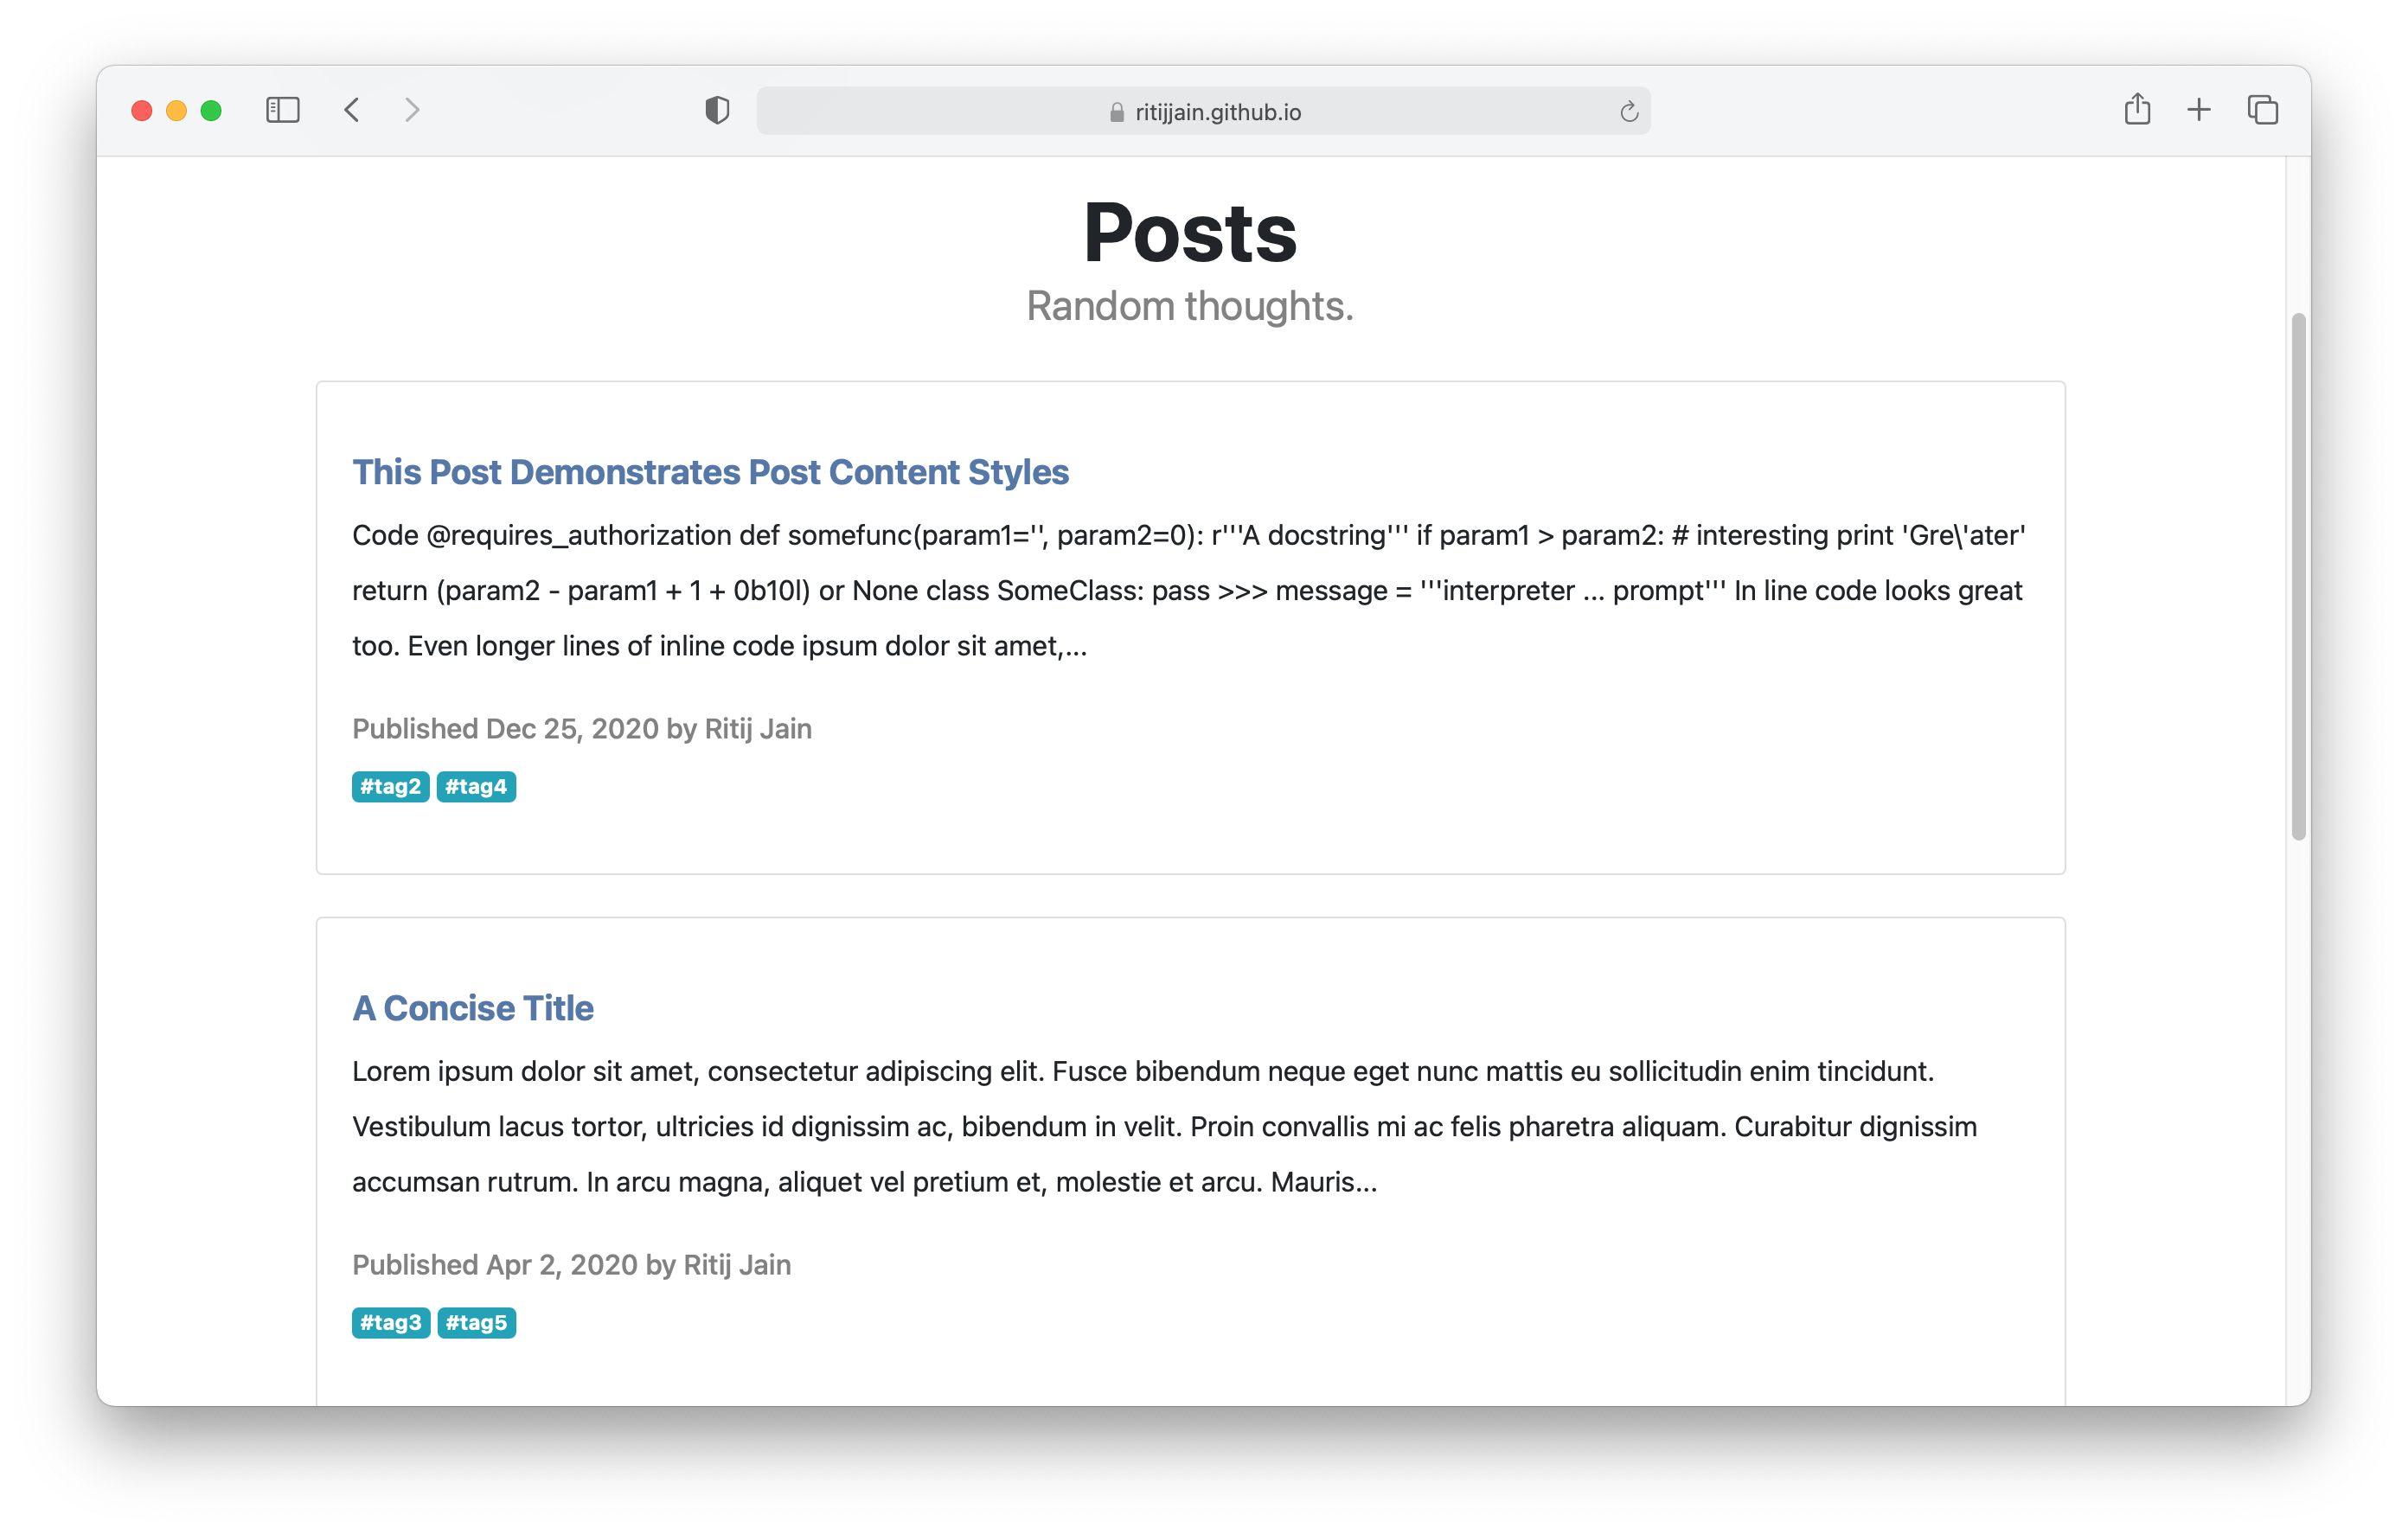 ritijjain.github.io
Posts
Random thoughts.
This Post Demonstrates Post Content Styles
Code @requires_authorization def somefunc(param1='', param2=0): r'''A docstring''' if param1 > param2: # interesting print 'Gre\'ater'
return (param2 - param1 + 1 + 0b10l) or None class SomeClass: pass >>> message = '''interpreter ... prompt''' In line code looks great
too. Even longer lines of inline code ipsum dolor sit amet,...
Published Dec 25, 2020 by Ritij Jain
#tag2 #tag4
A Concise Title
Lorem ipsum dolor sit amet, consectetur adipiscing elit. Fusce bibendum neque eget nunc mattis eu sollicitudin enim tincidunt.
Vestibulum lacus tortor, ultricies id dignissim ac, bibendum in velit. Proin convallis mi ac felis pharetra aliquam. Curabitur dignissim
accumsan rutrum. In arcu magna, aliquet vel pretium et, molestie et arcu. Mauris...
Published Apr 2, 2020 by Ritij Jain
#tag3 #tag5